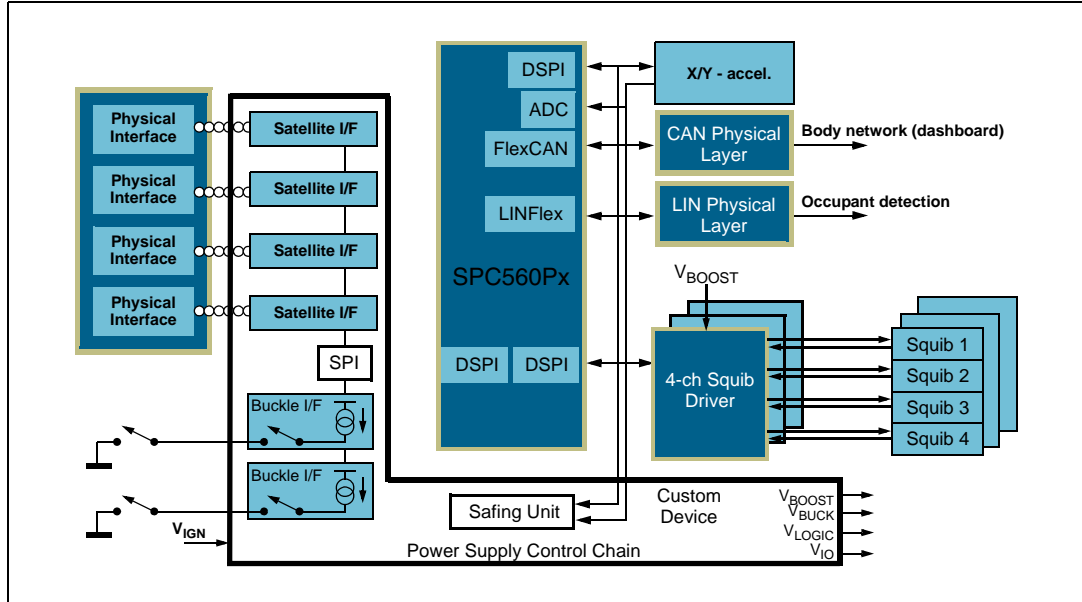 Physical
Interface
Physical
Interface
Physical
Interface
Physical
Interface
Satellite I/F
Satellite I/F
Satellite I/F
Satellite I/F
SPI
Buckle I/F
Buckle I/F
VIGN
DSPI
ADC
FlexCAN
LINFlex
SPC560Px
DSPI
DSPI
X/Y - accel.
CAN Physical
Layer
Body network (dashboard)
LIN Physical
Layer
Occupant detection
VBOOST
4-ch Squib
Driver
Squib 1
Squib 2
Squib 3
Squib 4
Safing Unit
Custom
Device
Power Supply Control Chain
VBOOST
VBUCK
VLOGIC
VIO